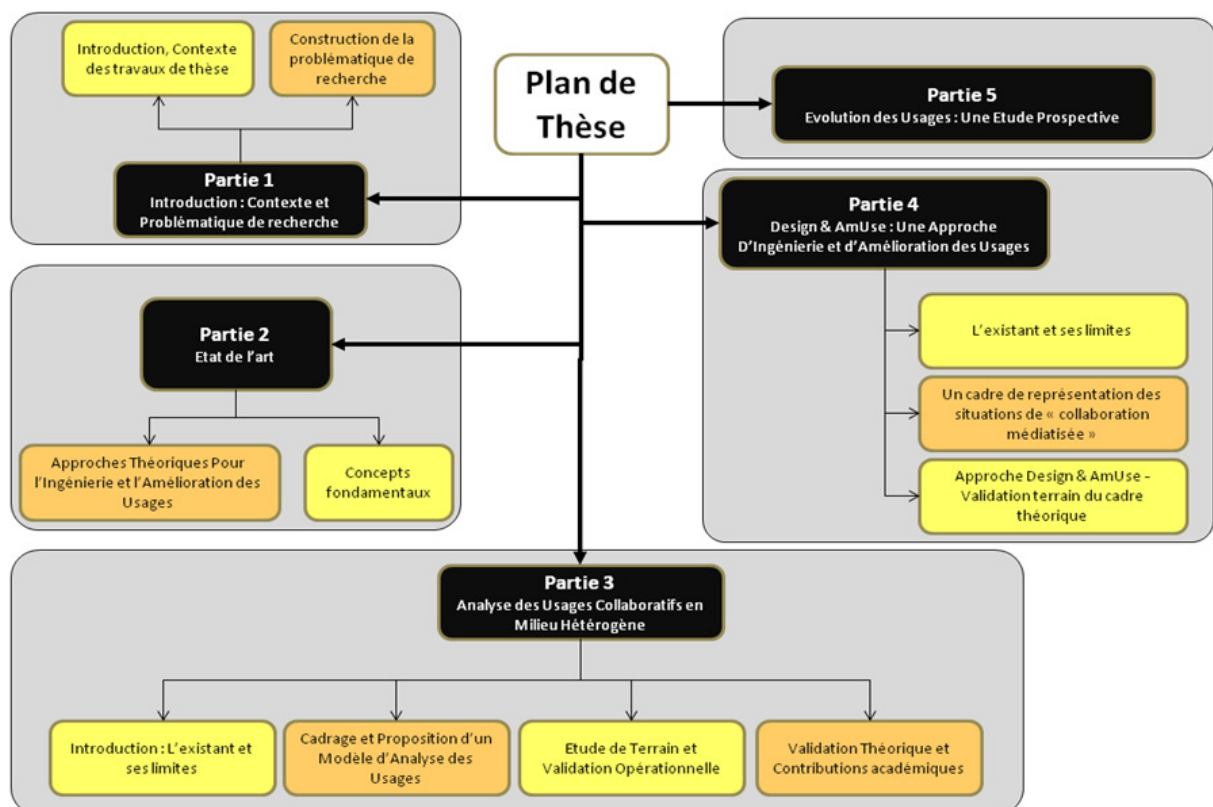 Plan de
Thèse
Introduction, Contexte
des travaux de thèse
Construction de la
problématique de
recherche
Partie 1
Introduction : Contexte et
Problématique de recherche
Partie 2
Etat de l'art
Approches Théoriques Pour
l'Ingénierie et l'Amélioration des
Usages
Concepts
fondamentaux
Partie 3
Analyse des Usages Collaboratifs en
Milieu Hétérogène
Introduction : L'existant et
ses limites
Cadrage et Proposition d'un
Modèle d'Analyse des
Usages
Etude de Terrain et
Validation Opérationnelle
Validation Théorique et
Contributions académiques
Partie 4
Design & AmUse : Une Approche
D'Ingénierie et d'Amélioration des Usages
L'existant et ses limites
Un cadre de représentation des
situations de « collaboration
médiatisée »
Approche Design & AmUse -
Validation terrain du cadre
théorique
Partie 5
Evolution des Usages : Une Etude Prospective